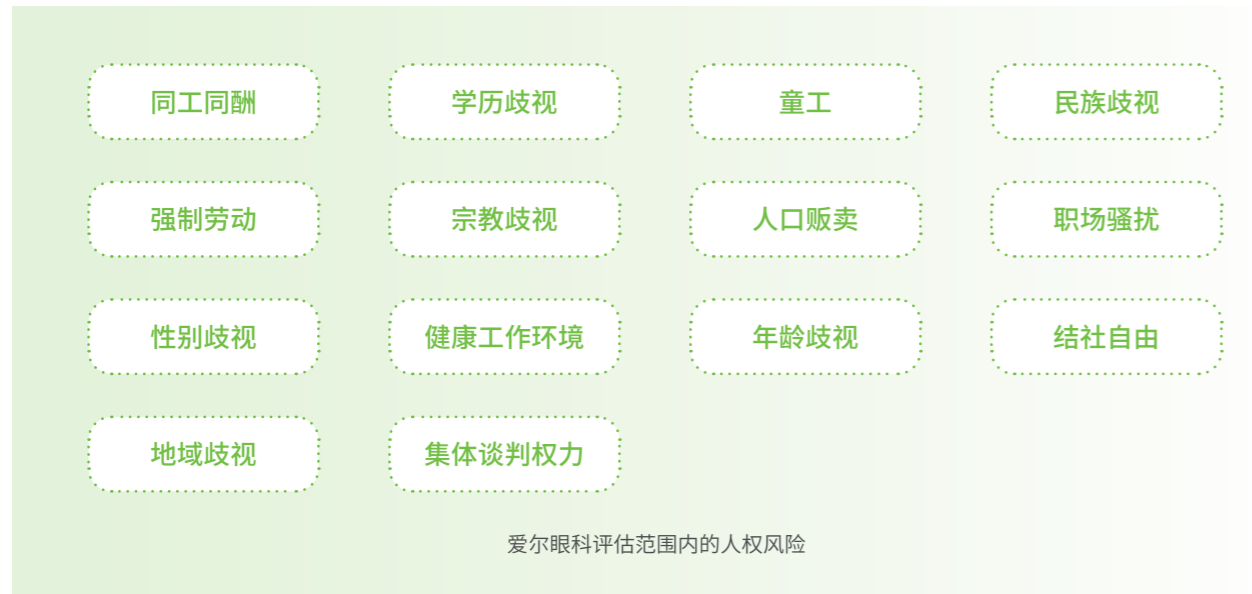 同工同酬
学历歧视
童工
民族歧视
强制劳动
宗教歧视
人口贩卖
职场骚扰
性别歧视
健康工作环境
年龄歧视
结社自由
地域歧视
集体谈判权力
爱尔眼科评估范围内的人权风险